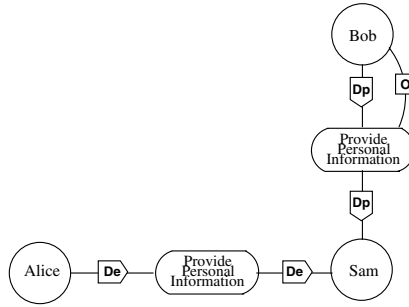 Bob
Dp
O
Provide
Personal
Information
Dp
Alice
De
Provide
Personal
Information
De
Sam